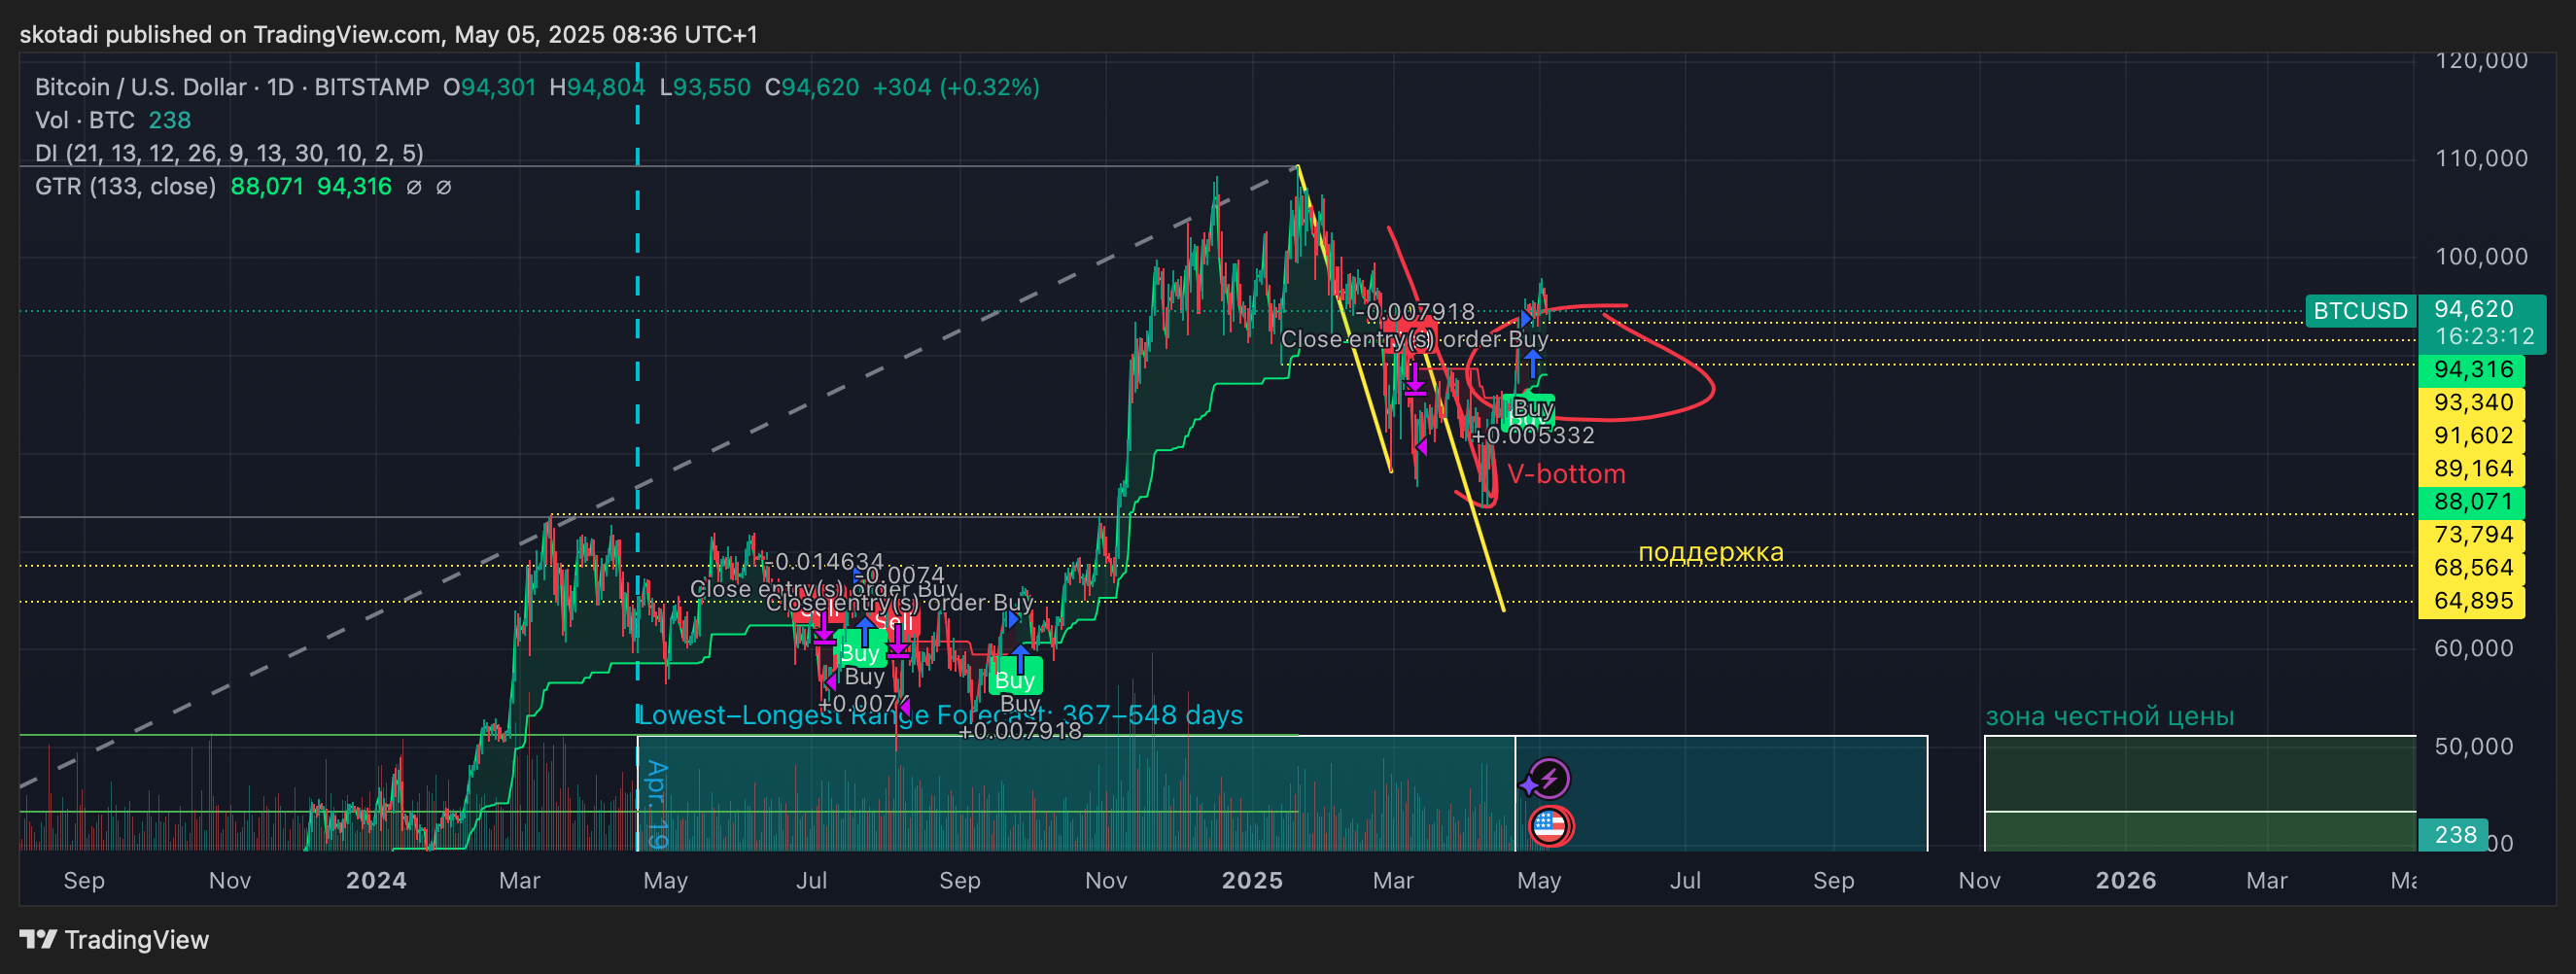 skotadi published on TradingView.com, May 05, 2025 08:36 UTC+1
Bitcoin / U.S. Dollar · 1D · BITSTAMP O94,301 H94,804 L93,550 C94,620 +304 (+0.32%)
Vol · BTC 238
DI (21, 13, 12, 26, 9, 13, 30, 10, 2, 5)
GTR (133, close) 88,071 94,316 ∅ ∅
120,000
110,000
100,000
BTCUSD 94,620
16:23:12
94,316
93,340
91,602
89,164
88,071
73,794
68,564
64,895
60,000
50,000
238
-0.007918
Close entry(s) order Buy
Buy
Buy
+0.005332
V-bottom
поддержка
-0.014634
-0.0074
Close entry(s) order Buy
Close entry(s) order Buy
Sell
Sell
Buy
Buy
+0.0074
Buy
Buy
+0.007918
Lowest–Longest Range Forecast: 367–548 days
зона честной цены
Apr. 19
Sep Nov 2024 Mar May Jul Sep Nov 2025 Mar May Jul Sep Nov 2026 Mar
TradingView